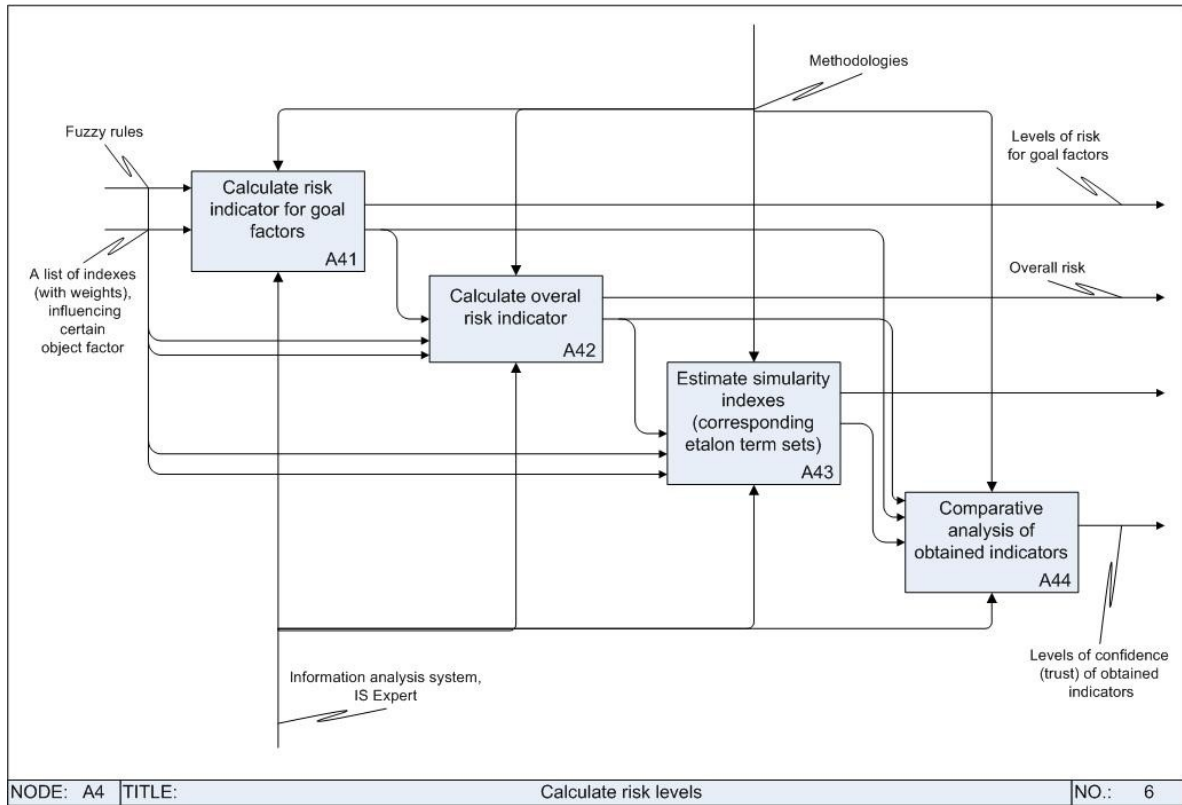 Methodologies
Fuzzy rules
Levels of risk
for goal factors
Calculate risk
indicator for goal
factors
A41
A list of indexes
(with weights),
influencing
certain
object factor
Overall risk
Calculate overal
risk indicator
A42
Estimate simularity
indexes
(corresponding
etalon term sets)
A43
Comparative
analysis of
obtained indicators
A44
Levels of confidence
(trust) of obtained
indicators
Information analysis system,
IS Expert
NODE: A4 TITLE: Calculate risk levels NO.: 6